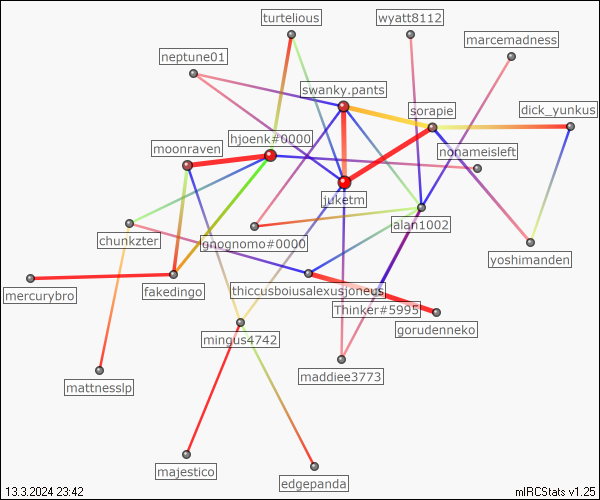 turtelious
wyatt8112
marcemadness
neptune01
swanky.pants
sorapie
dick_yunkus
hjoenk#0000
moonraven
nonameisleft
juketm
alan1002
chunkzter
gnognomo#0000
yoshimanden
mercurybro
fakedingo
thiccusboiusalexusjoneus
Thinker#5995
gorudenneko
mingus4742
maddiee3773
mattnesslp
majestico
edgepanda
13.3.2024 23:42
mIRCStats v1.25